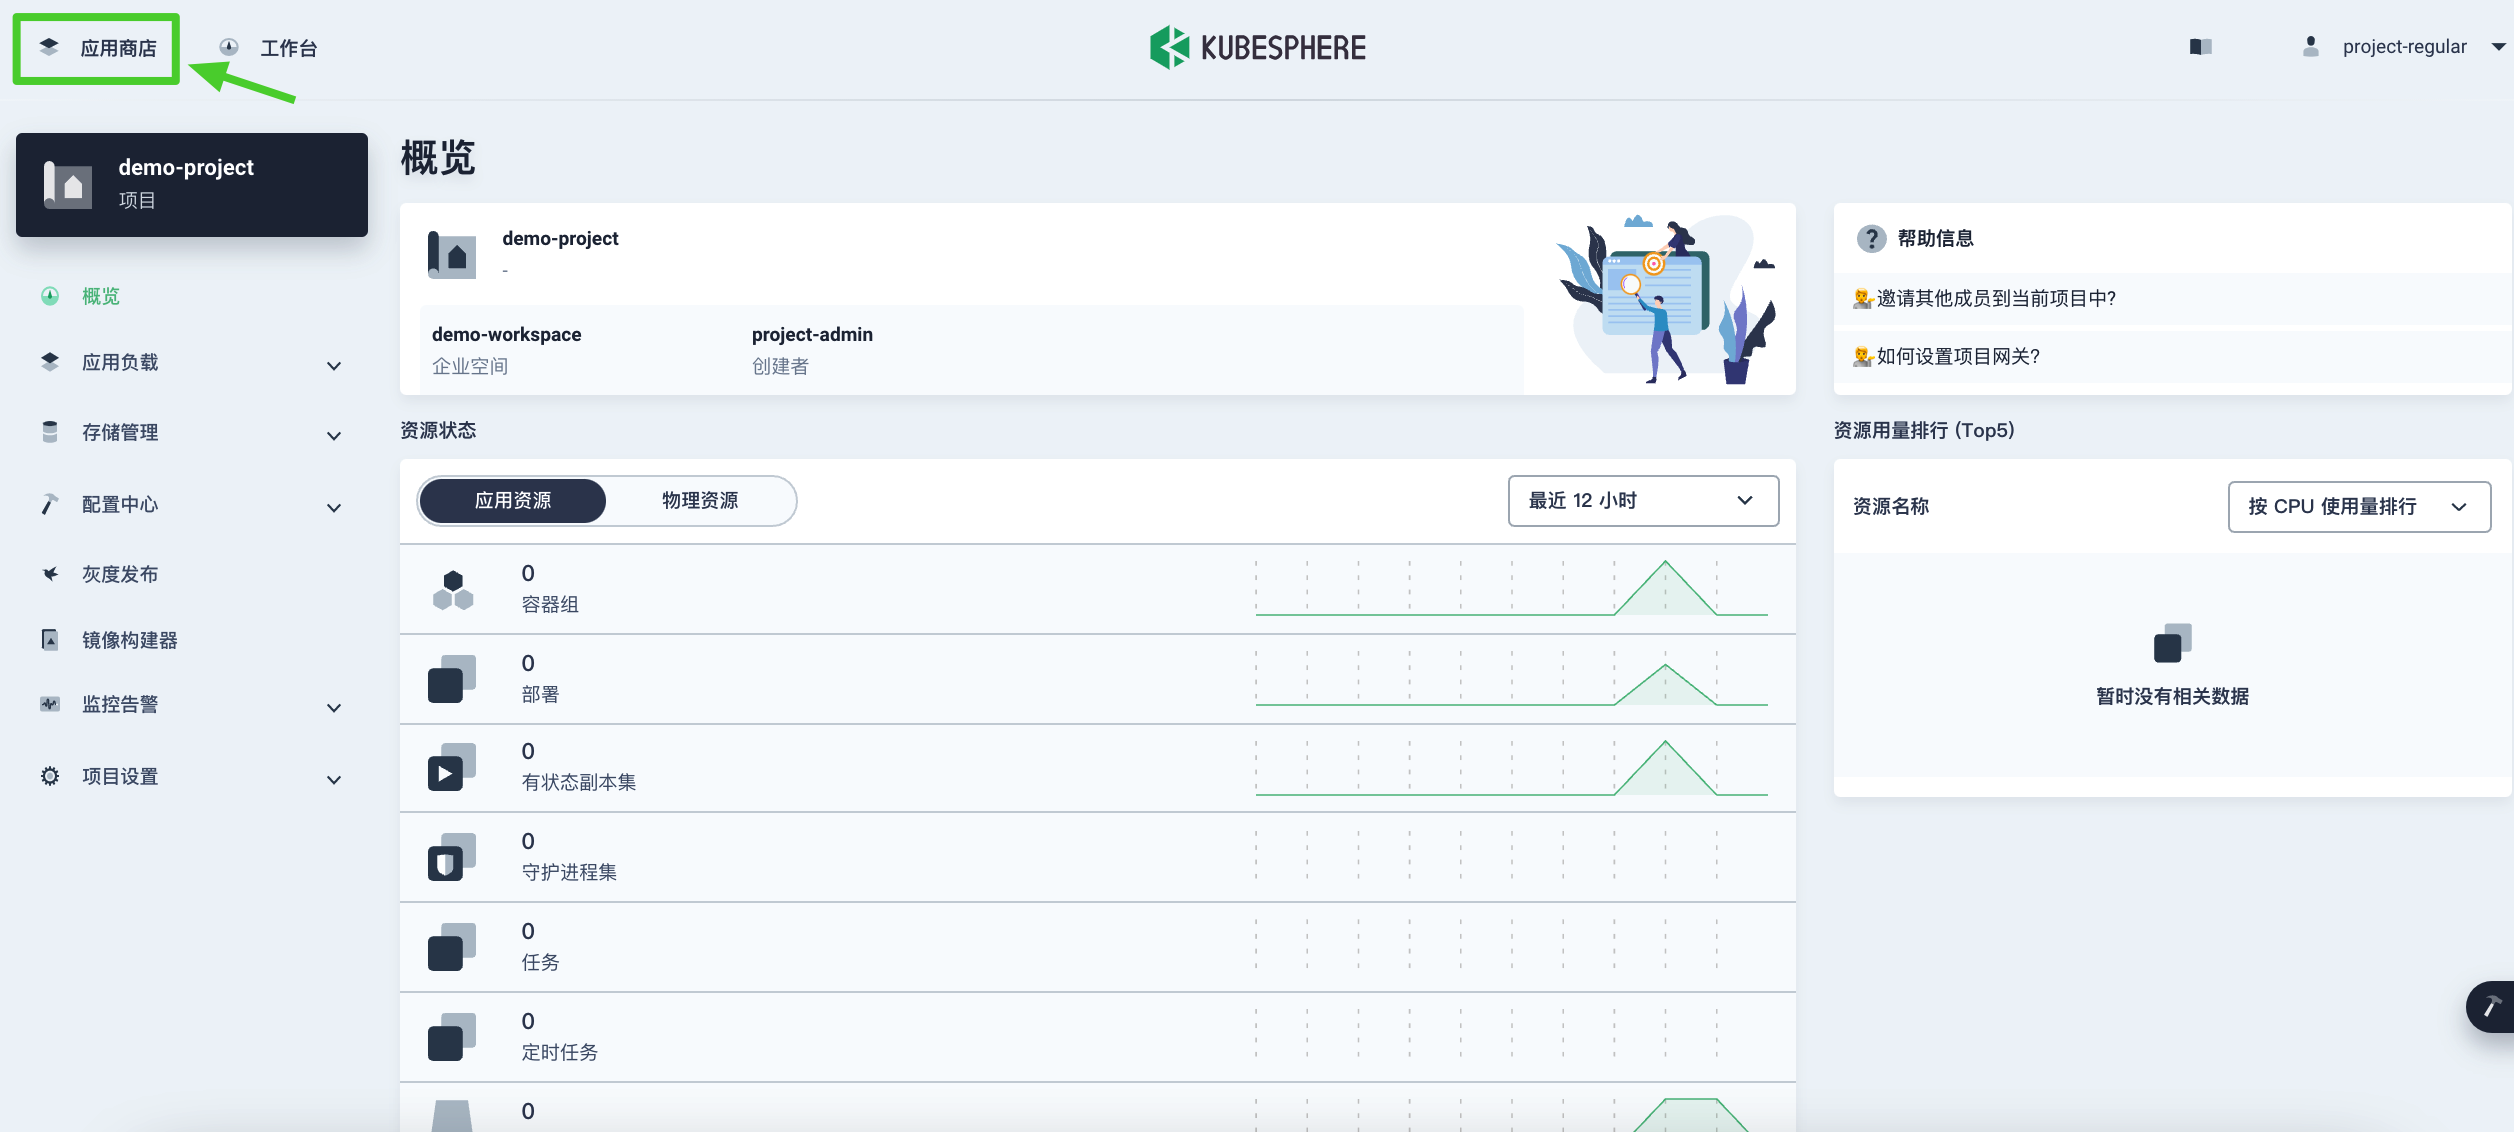 应用商店
工作台
KUBESPHERE
project-regular
demo-project
项目
概览
应用负载
存储管理
配置中心
灰度发布
镜像构建器
监控告警
项目设置
概览
demo-project
-
demo-workspace
企业空间
project-admin
创建者
帮助信息
邀请其他成员到当前项目中?
如何设置项目网关?
资源状态
应用资源
物理资源
最近 12 小时
0
容器组
0
部署
0
有状态副本集
0
守护进程集
0
任务
0
定时任务
0
资源用量排行 (Top5)
资源名称
按 CPU 使用量排行
暂时没有相关数据